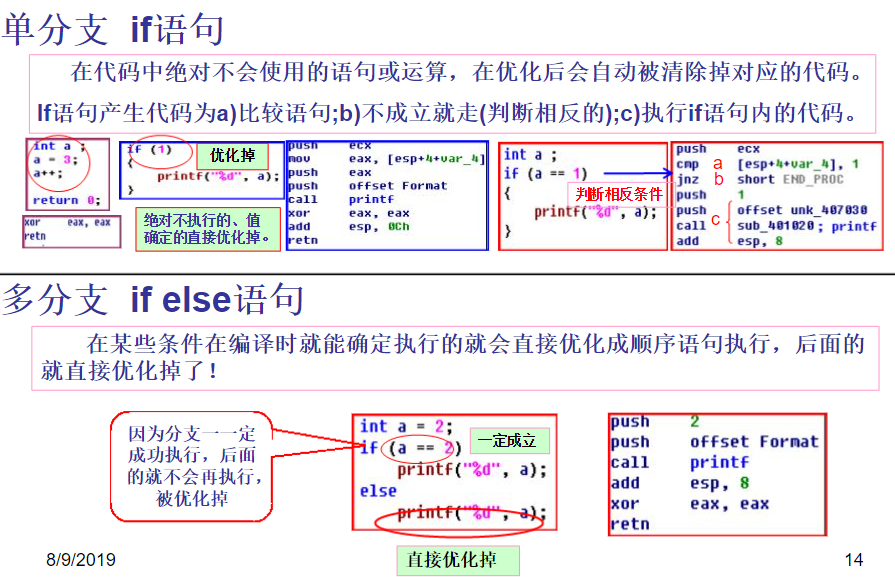 单分支 if语句
在代码中绝对不会使用的语句或运算，在优化后会自动被清除掉对应的代码。
If语句产生代码为a)比较语句;b)不成立就走(判断相反的);c)执行if语句内的代码。
int a ;
a = 3;
a++;
return 0;
xor eax, eax
retn
if (1)
{
printf("%d", a);
}
优化掉
绝对不执行的、值
确定的直接优化掉。
push ecx
mov eax, [esp+4+var_4]
push eax
push offset Format
call printf
xor eax, eax
add esp, 0Ch
retn
int a ;
if (a == 1)
{
printf("%d", a);
}
判断相反条件
push ecx
cmp a [esp+4+var_4], 1
jnz b short END_PROC
push 1
push offset unk_407030
call c sub_401020 ; printf
add esp, 8
多分支 if else语句
在某些条件在编译时就能确定执行的就会直接优化成顺序语句执行，后面的
就直接优化掉了！
因为分支一一定
成功执行，后面
的就不会再执行，
被优化掉
int a = 2;
if (a == 2)
printf("%d", a);
else
printf("%d", a);
一定成立
直接优化掉
push 2
push offset Format
call printf
add esp, 8
xor eax, eax
retn
8/9/2019
14